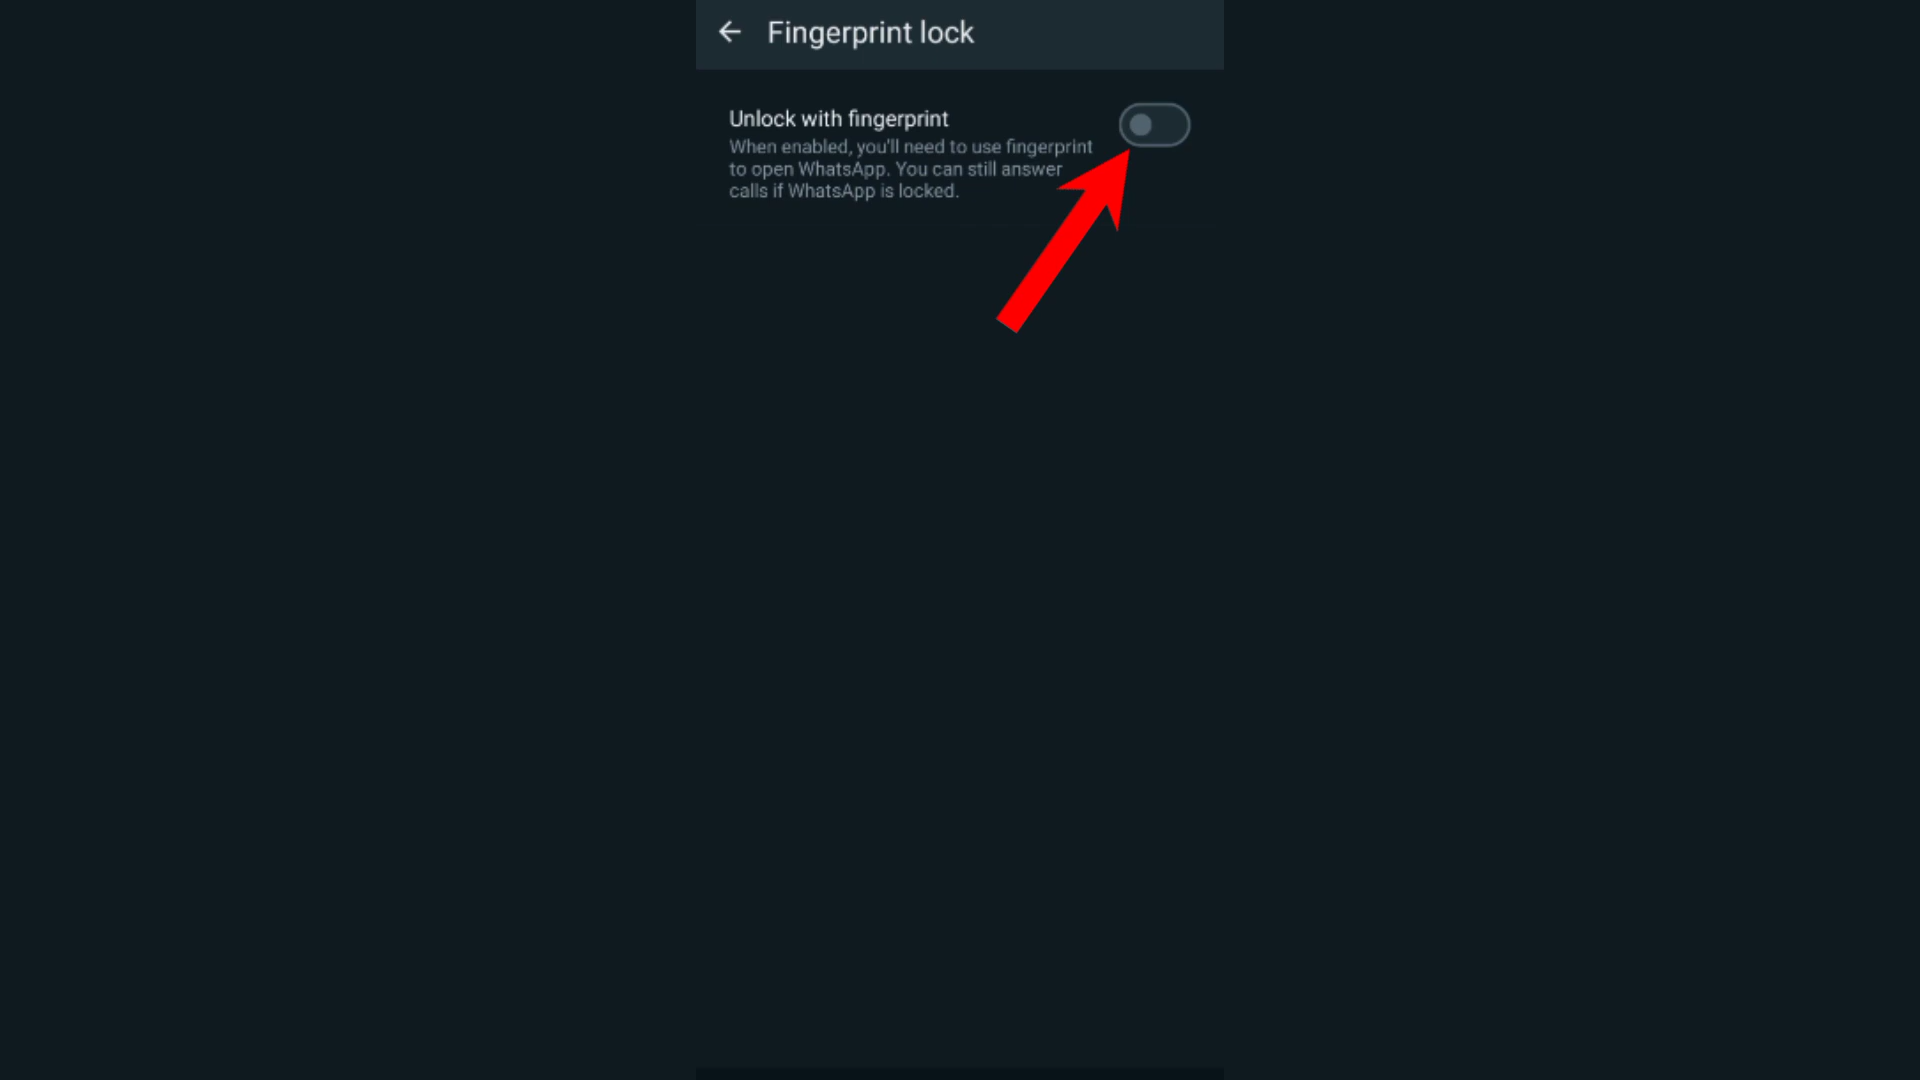 Fingerprint lock
Unlock with fingerprint
When enabled, you'll need to use fingerprint
to open WhatsApp. You can still answer
calls if WhatsApp is locked.